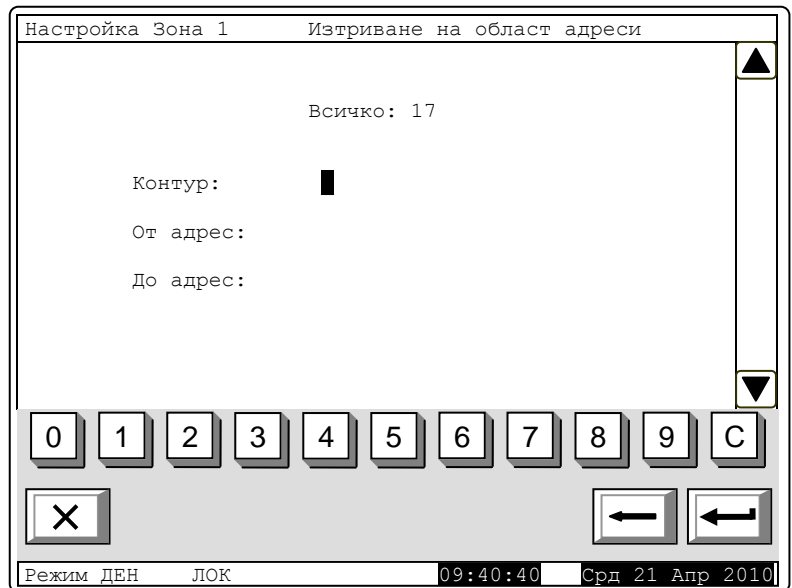 Настройка Зона 1 Изтриване на област адреси
Всичко: 17
Контур:
От адрес:
До адрес:
0 1 2 3 4 5 6 7 8 9 C
Режим ДЕН ЛОК 09:40:40 Срд 21 Апр 2010